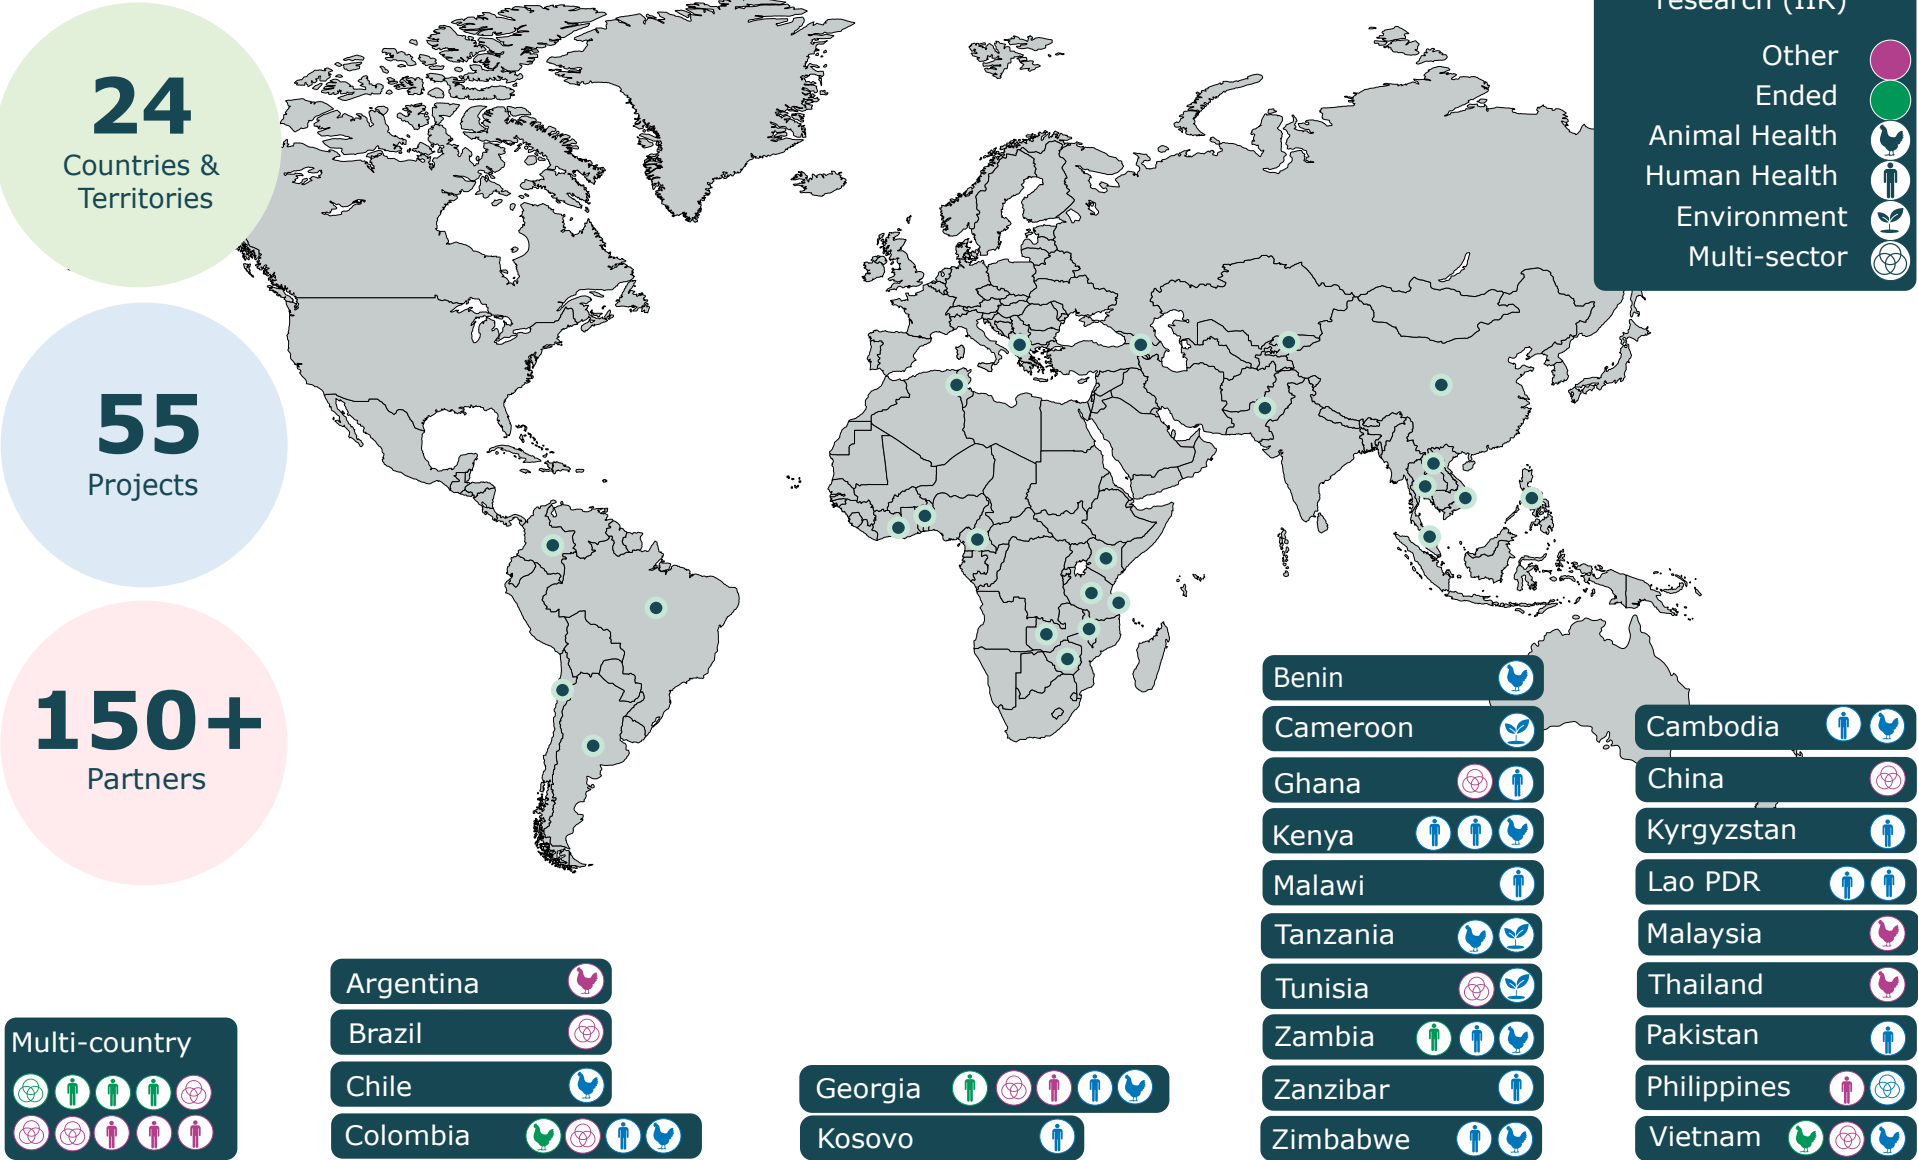 24
Countries &
Territories
55
Projects
150+
Partners
research (IIR)
Other
Ended
Animal Health
Human Health
Environment
Multi-sector
Multi-country
Argentina
Brazil
Chile
Colombia
Georgia
Kosovo
Benin
Cameroon
Ghana
Kenya
Malawi
Tanzania
Tunisia
Zambia
Zanzibar
Zimbabwe
Cambodia
China
Kyrgyzstan
Lao PDR
Malaysia
Thailand
Pakistan
Philippines
Vietnam